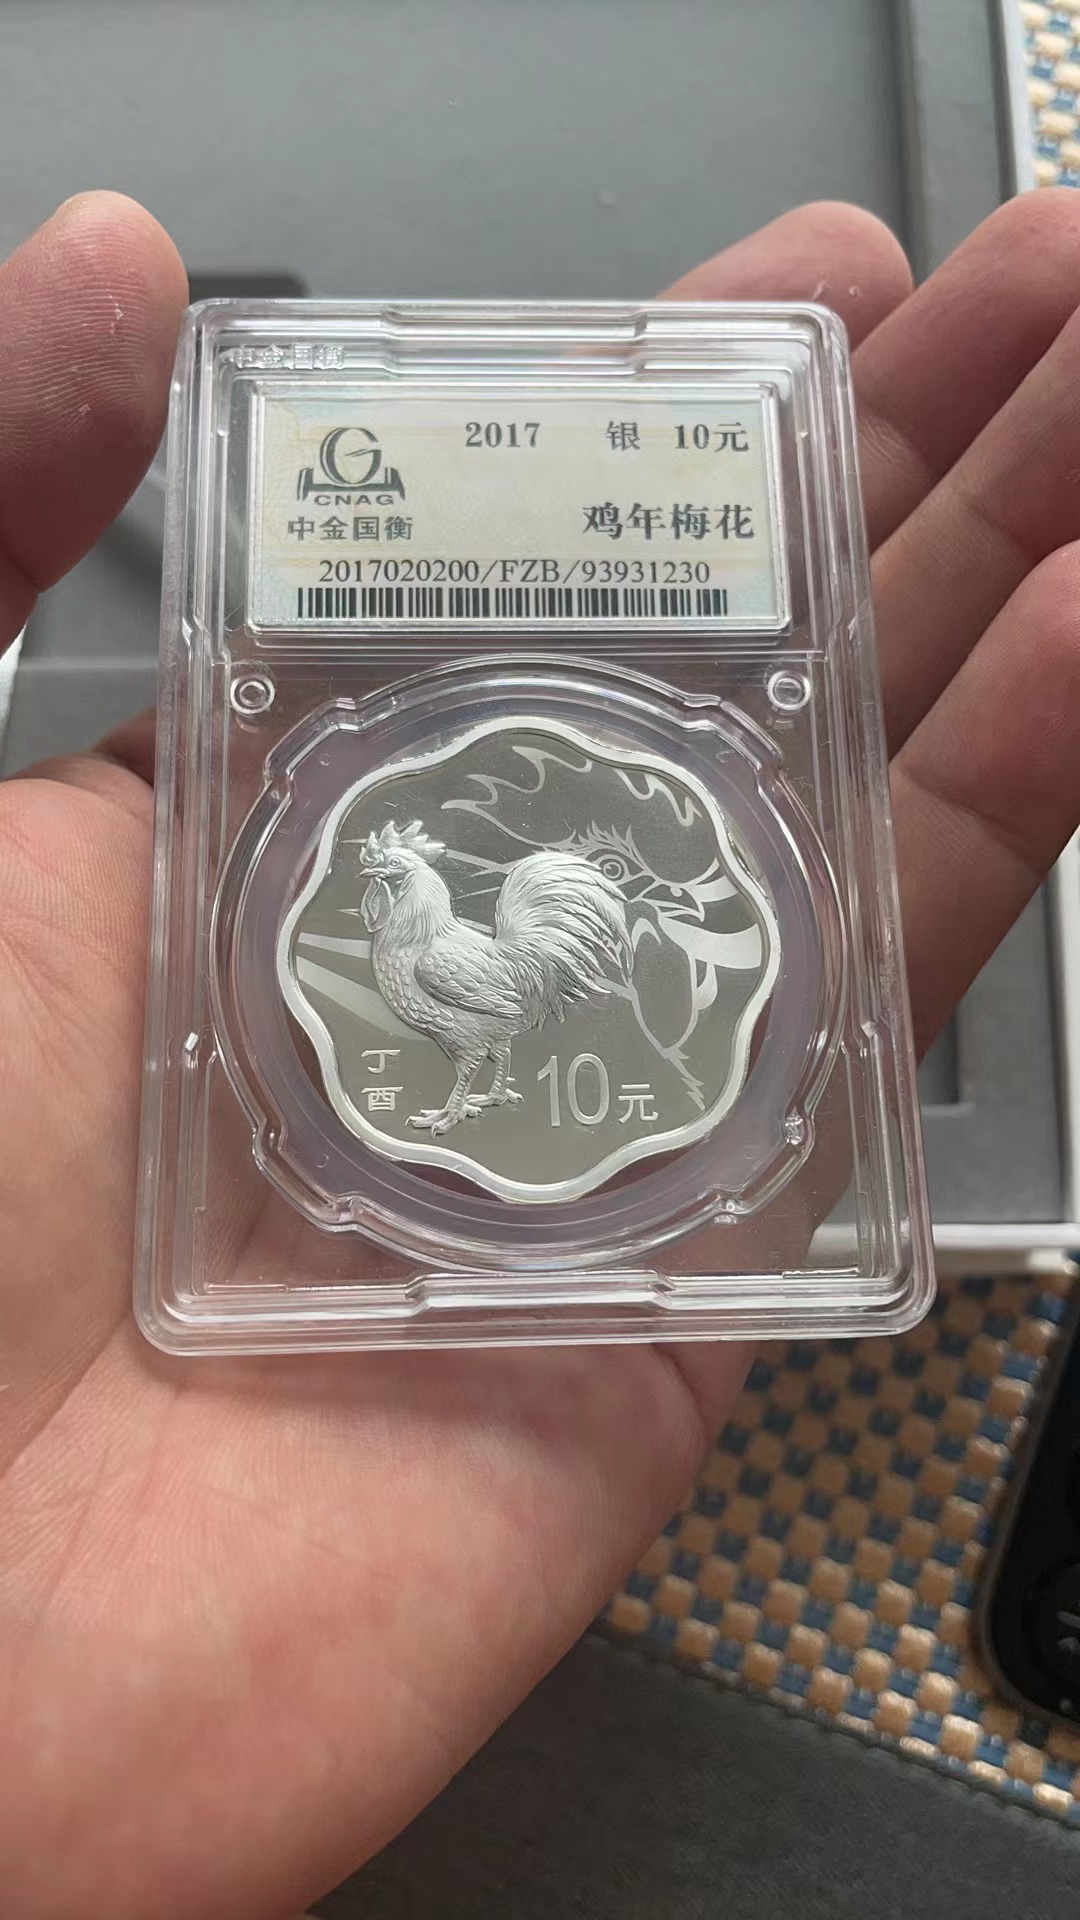 中金国衡
2017 银 10元
CNAG
中金国衡
鸡年梅花
2017020200/FZB/93931230
丁
酉
10元